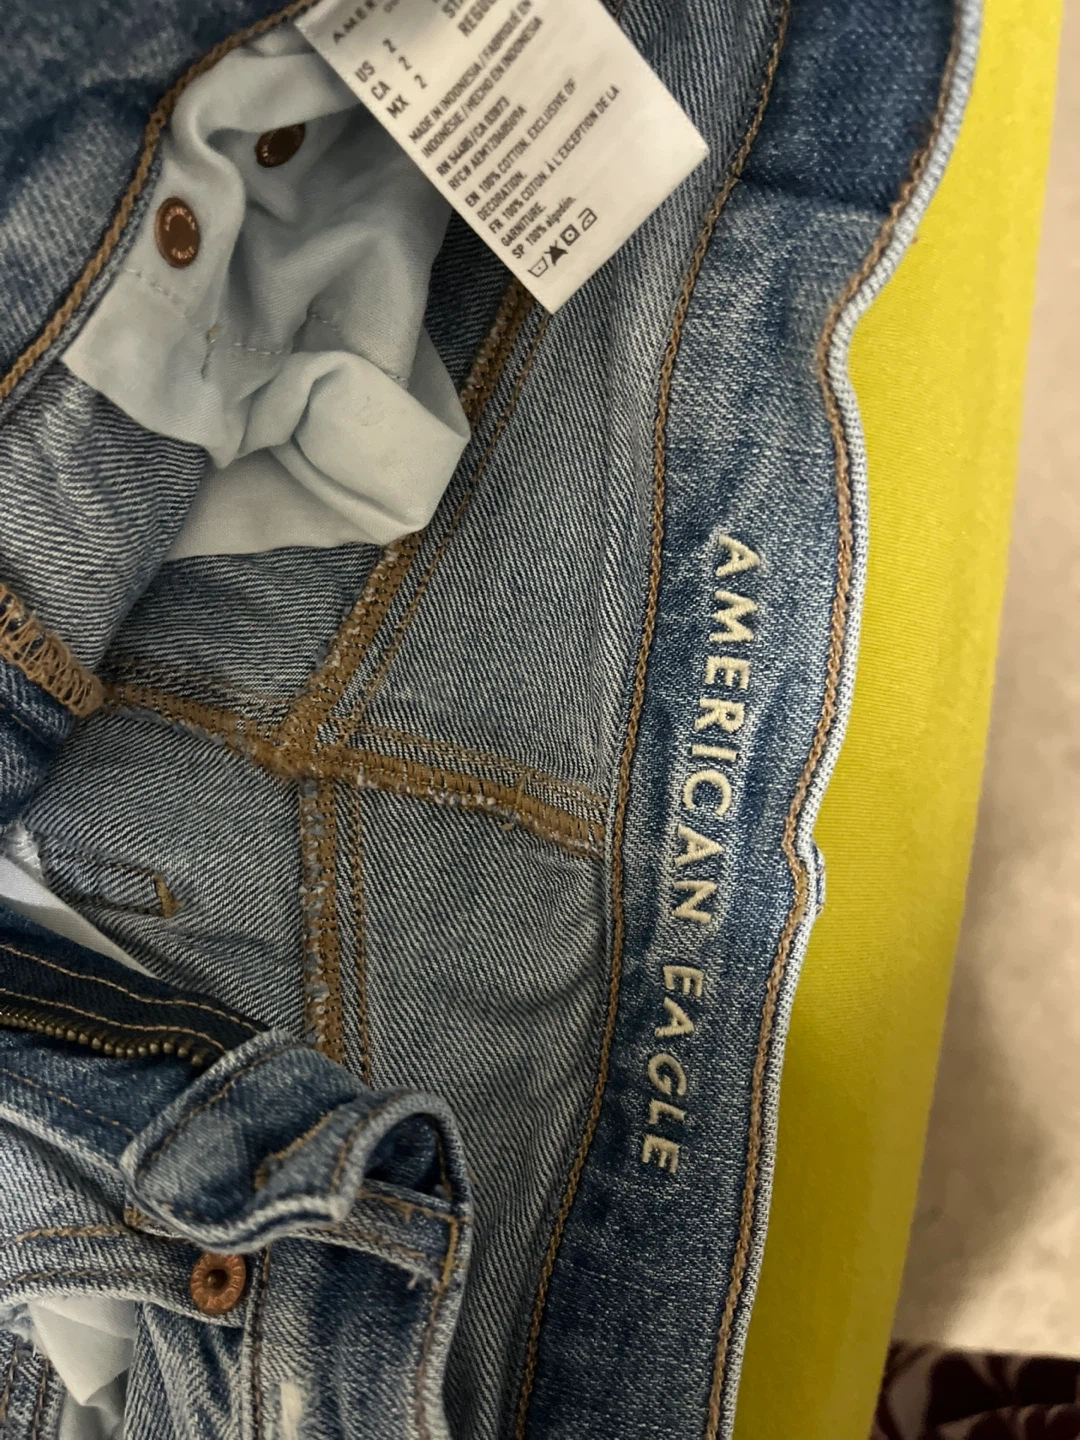 US 2
CA 2
MX 2
MADE IN INDONESIA / FABRIQUÉ EN
INDONÉSIE / HECHO EN INDONESIA
EN 100% COTTON. EXCLUSIVE OF
DECORATION.
FR 100% COTON. À L'EXCEPTION DE LA
GARNITURE
SP 100% algodón.
AMERICAN EAGLE